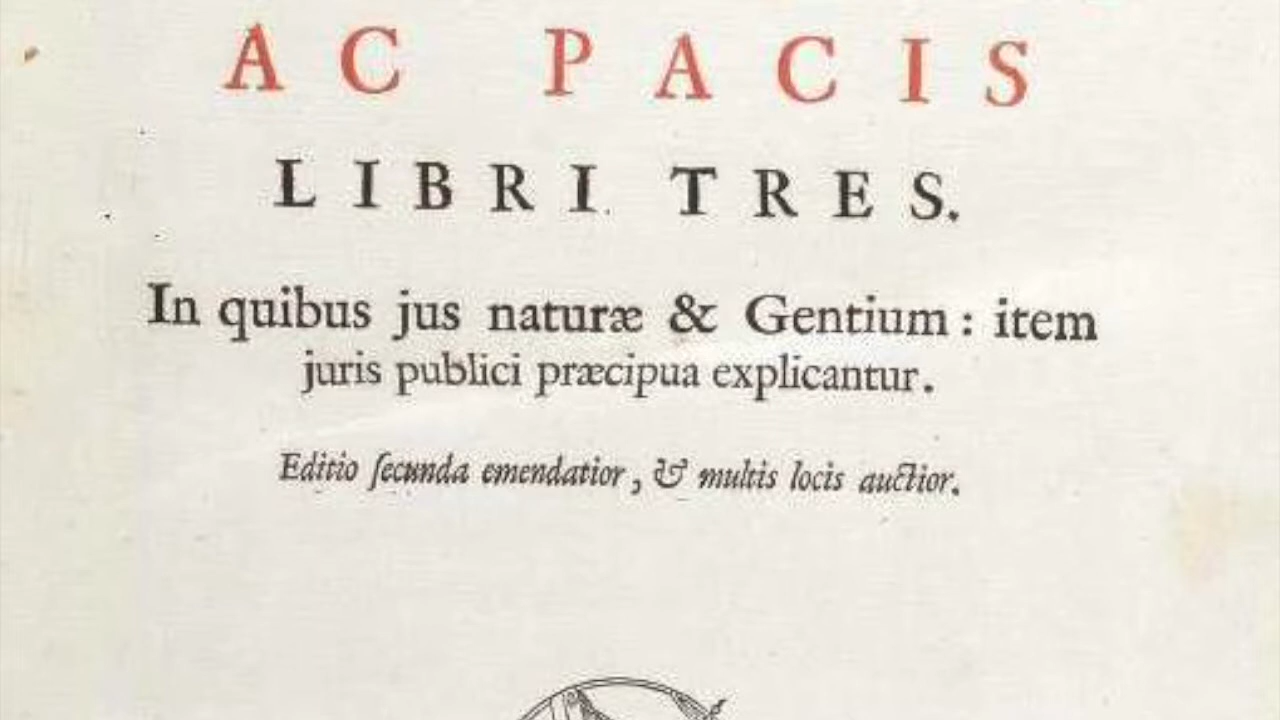 AC PACIS
LIBRI TRES.
In quibus jus naturæ & Gentium : item
juris publici præcipua explicantur.
Editio ſecunda emendatior, & multis locis auctior.